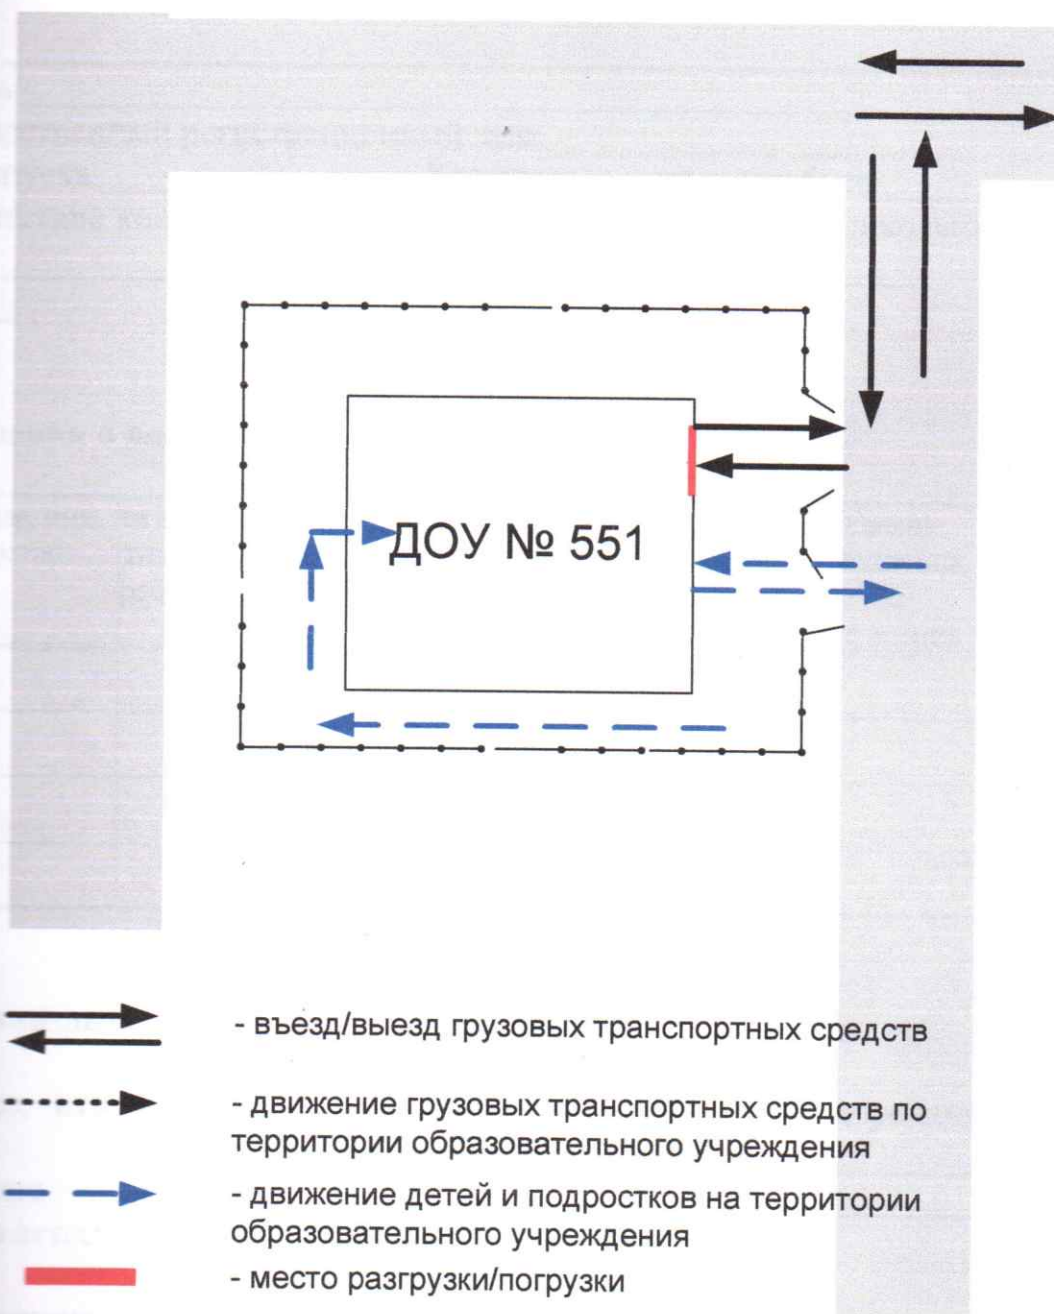 ДОУ № 551
- въезд/выезд грузовых транспортных средств
- движение грузовых транспортных средств по
территории образовательного учреждения
- движение детей и подростков на территории
образовательного учреждения
- место разгрузки/погрузки